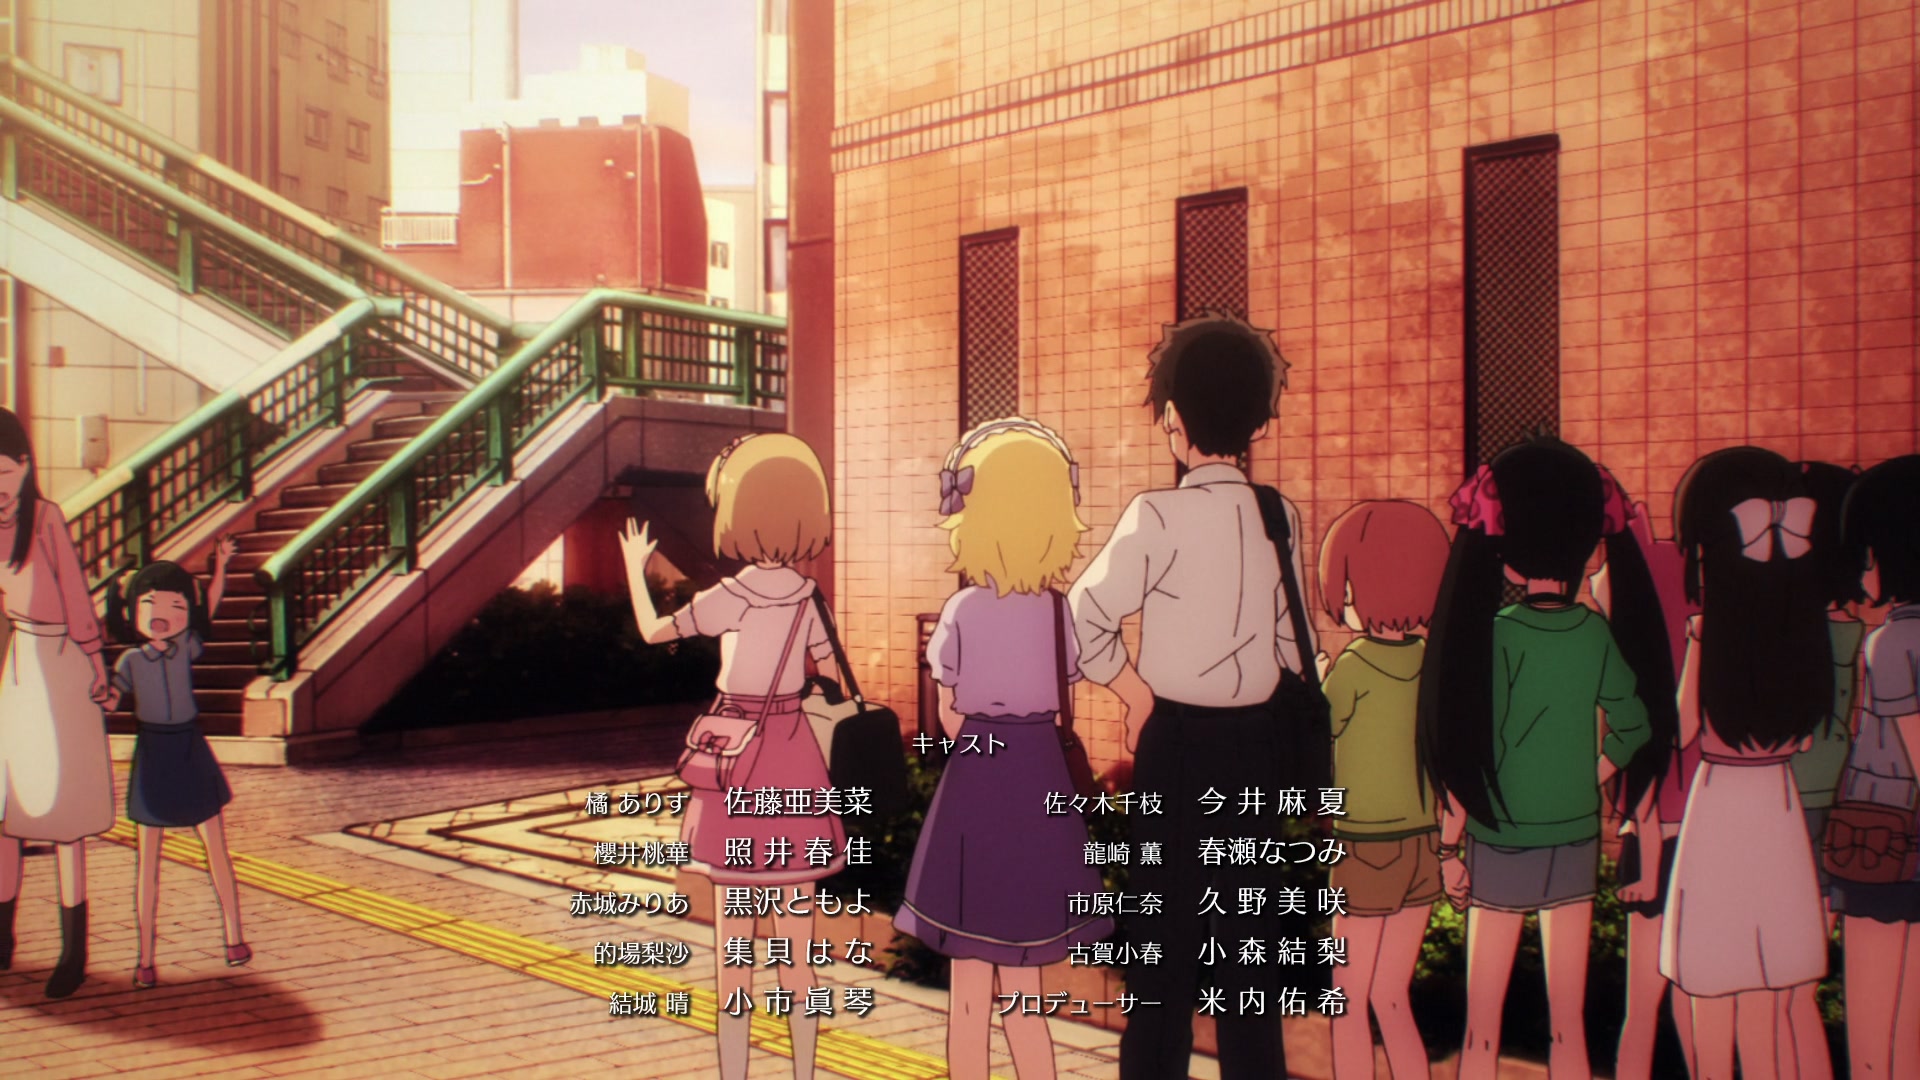 キャスト
橘 ありす 佐藤亜美菜
櫻井桃華 照井春佳
赤城みりあ 黒沢ともよ
的場梨沙 集貝はな
結城 晴 小市眞琴
佐々木千枝 今井麻夏
龍崎 薫 春瀬なつみ
市原仁奈 久野美咲
古賀小春 小森結梨
プロデューサー 米内佑希